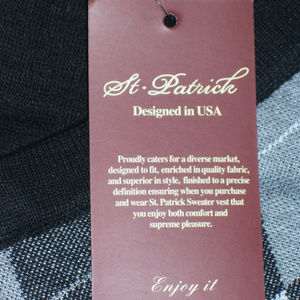 St. Patrick
Designed in USA
Proudly caters for a diverse market,
designed to fit, enriched in quality fabric,
and superior in style, finished to a precise
definition ensuring when you purchase
and wear St. Patrick Sweater vest that
you enjoy both comfort and
supreme pleasure.
Enjoy it